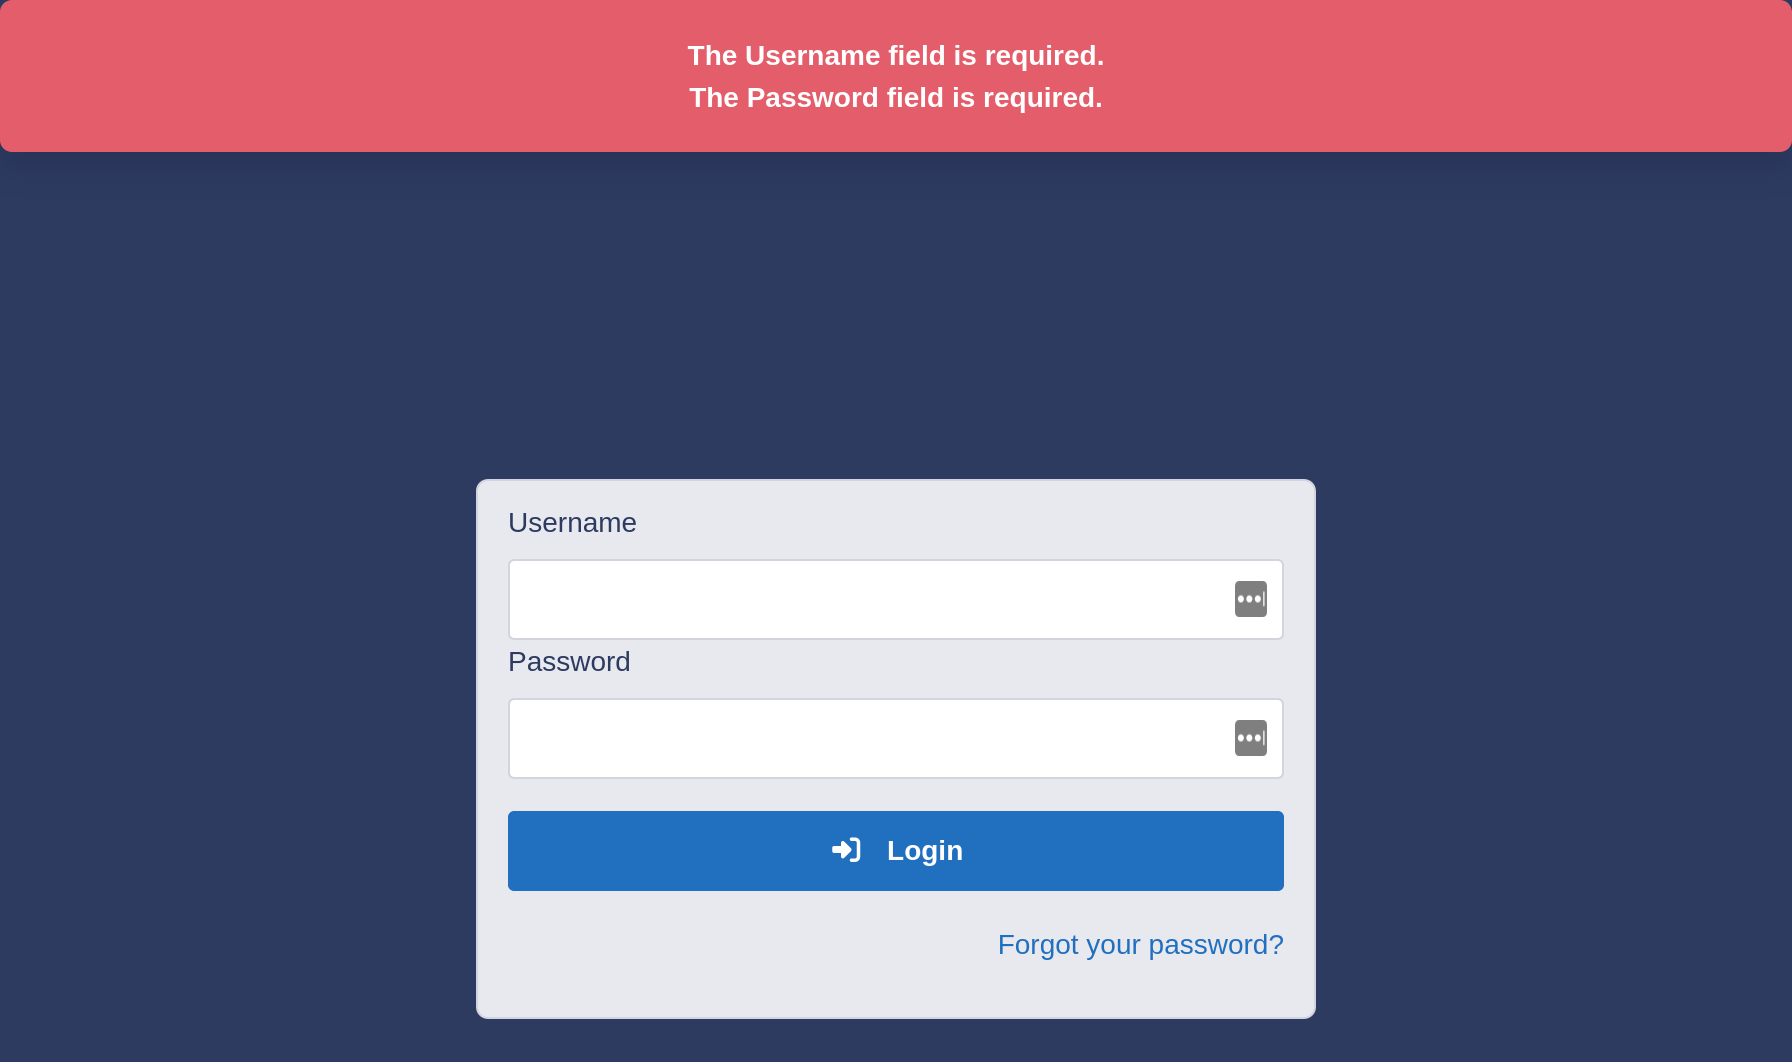 The Username field is required.
The Password field is required.
Username
Password
Login
Forgot your password?